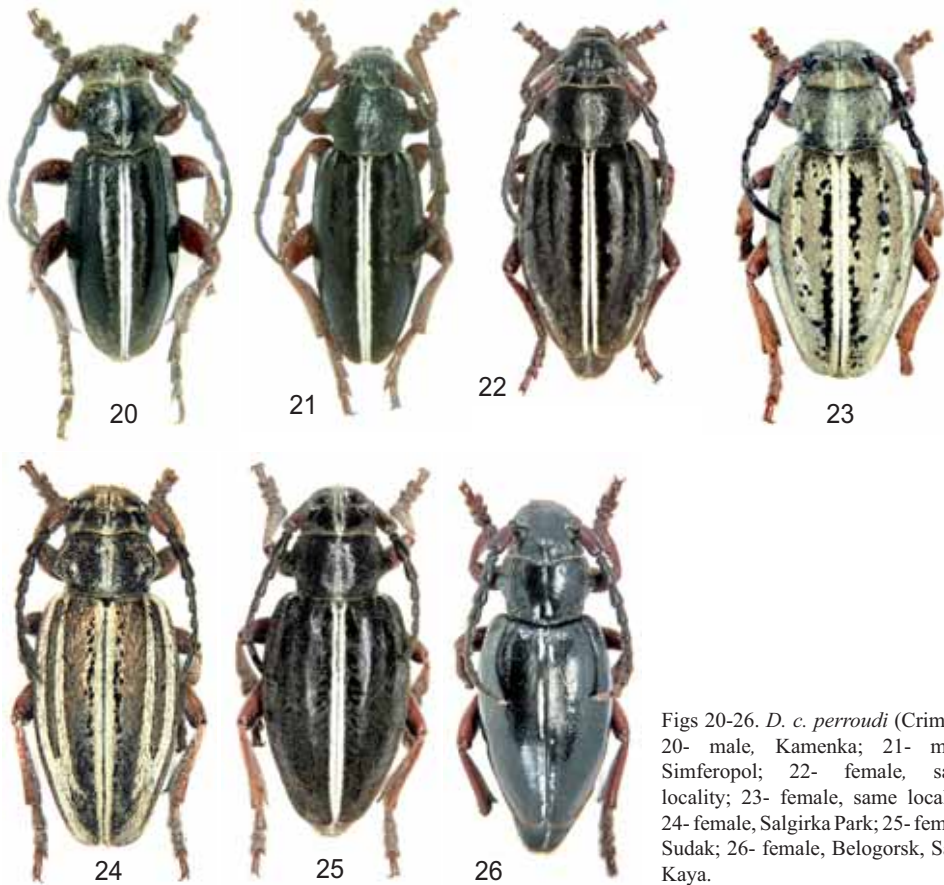 20
21
22
23
24
25
26
Figs 20-26. D. c. perroudi
20- male, Kamenka; 21-
Simferopol; 22- female,
locality; 23- female, same
24- female, Salgirka Park; 25-
Sudak; 26- female, Belogorsk,
Kaya.